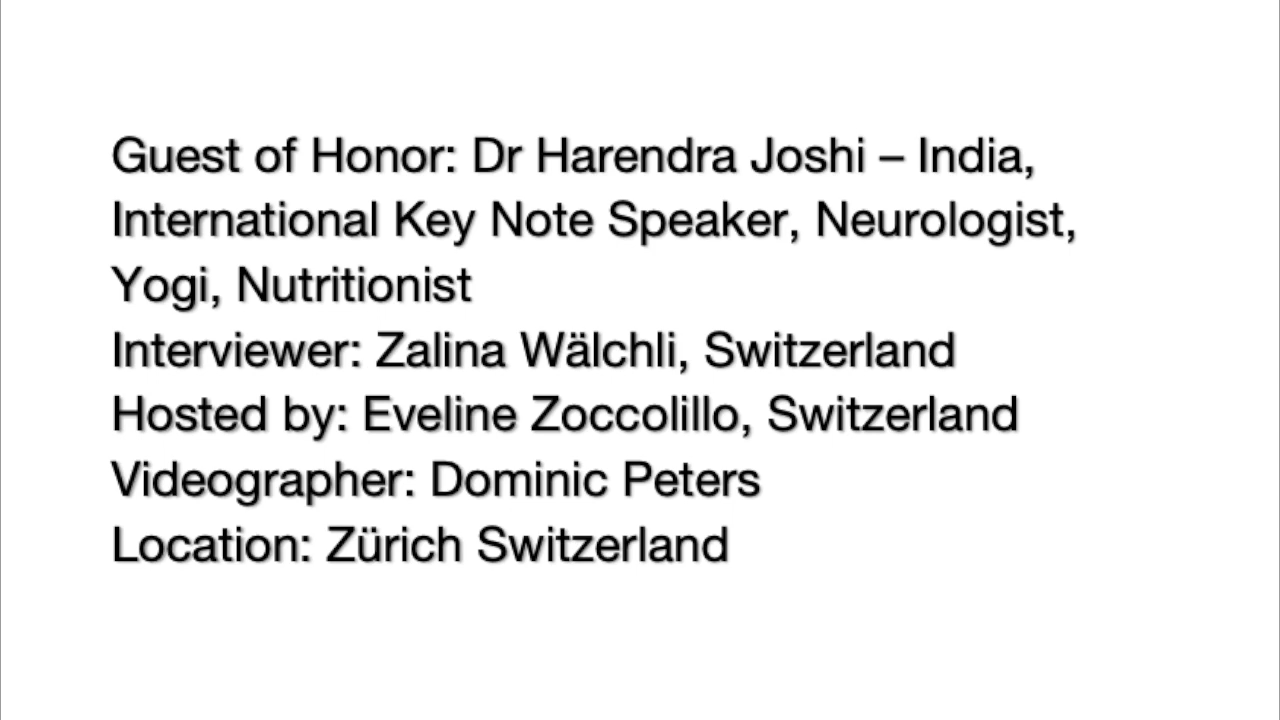 Guest of Honor: Dr Harendra Joshi – India,
International Key Note Speaker, Neurologist,
Yogi, Nutritionist
Interviewer: Zalina Wälchli, Switzerland
Hosted by: Eveline Zoccolillo, Switzerland
Videographer: Dominic Peters
Location: Zürich Switzerland